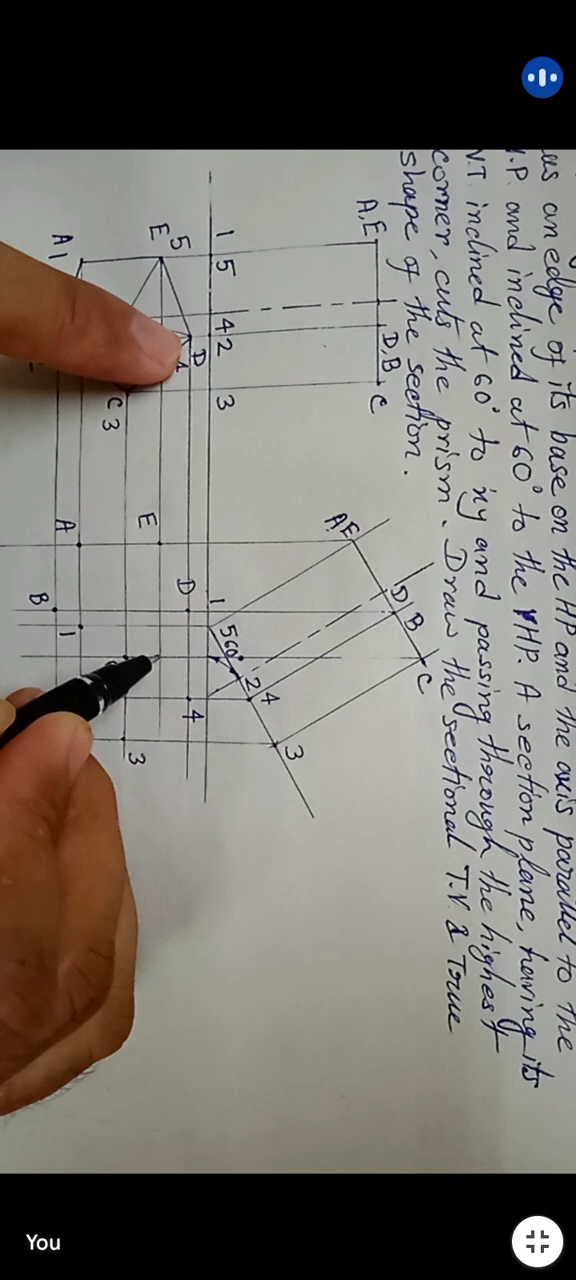 as an edge of its base on the HP and the axis parallel to the
.P. and inclined at 60° to the HP. A section plane, having its
V.T. inclined at 60° to xy and passing through the highest
corner, cuts the prism. Draw the sectional T.V. & True
shape of the section.
A,E
D,B
C
1 5
4 2
3
E 5
A 1
D
C 3
A,E
D B
C
1
5 60°
2 4
3
A
E
B
D
1
4
3
You